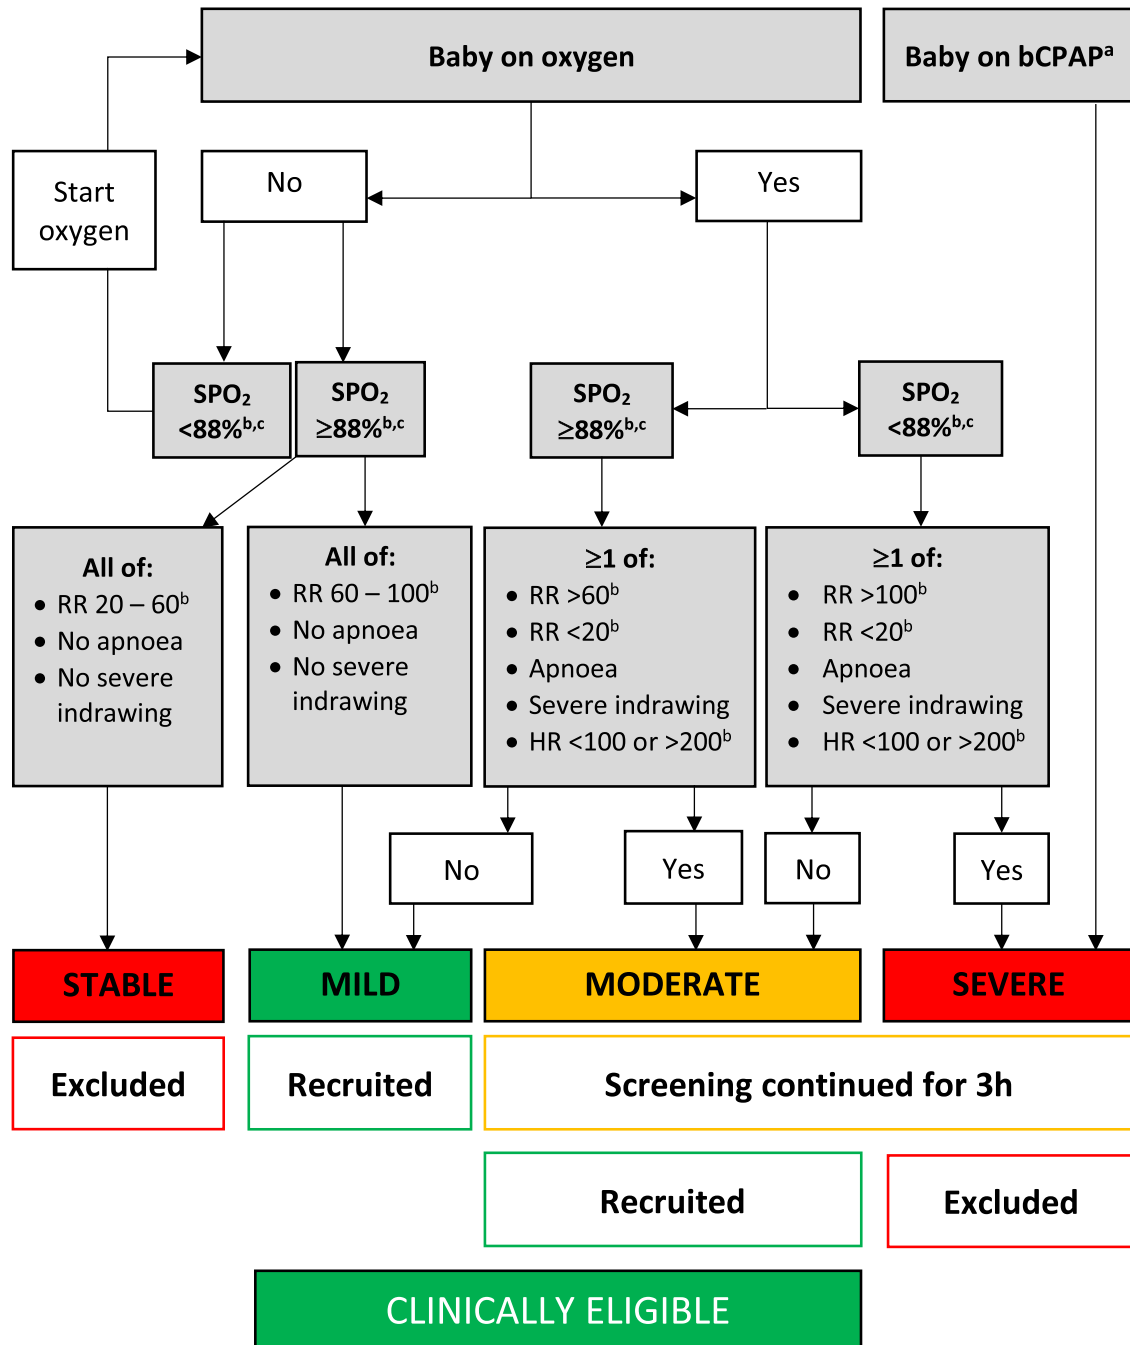 Baby on oxygen
Baby on bCPAPᵃ
Start
oxygen
No
Yes
SPO₂
<88%ᵇ,ᶜ
SPO₂
≥88%ᵇ,ᶜ
SPO₂
≥88%ᵇ,ᶜ
SPO₂
<88%ᵇ,ᶜ
All of:
• RR 20 – 60ᵇ
• No apnoea
• No severe
indrawing
All of:
• RR 60 – 100ᵇ
• No apnoea
• No severe
indrawing
≥1 of:
• RR >60ᵇ
• RR <20ᵇ
• Apnoea
• Severe indrawing
• HR <100 or >200ᵇ
≥1 of:
• RR >100ᵇ
• RR <20ᵇ
• Apnoea
• Severe indrawing
• HR <100 or >200ᵇ
No
Yes
No
Yes
STABLE
MILD
MODERATE
SEVERE
Excluded
Recruited
Screening continued for 3h
Recruited
Excluded
CLINICALLY ELIGIBLE